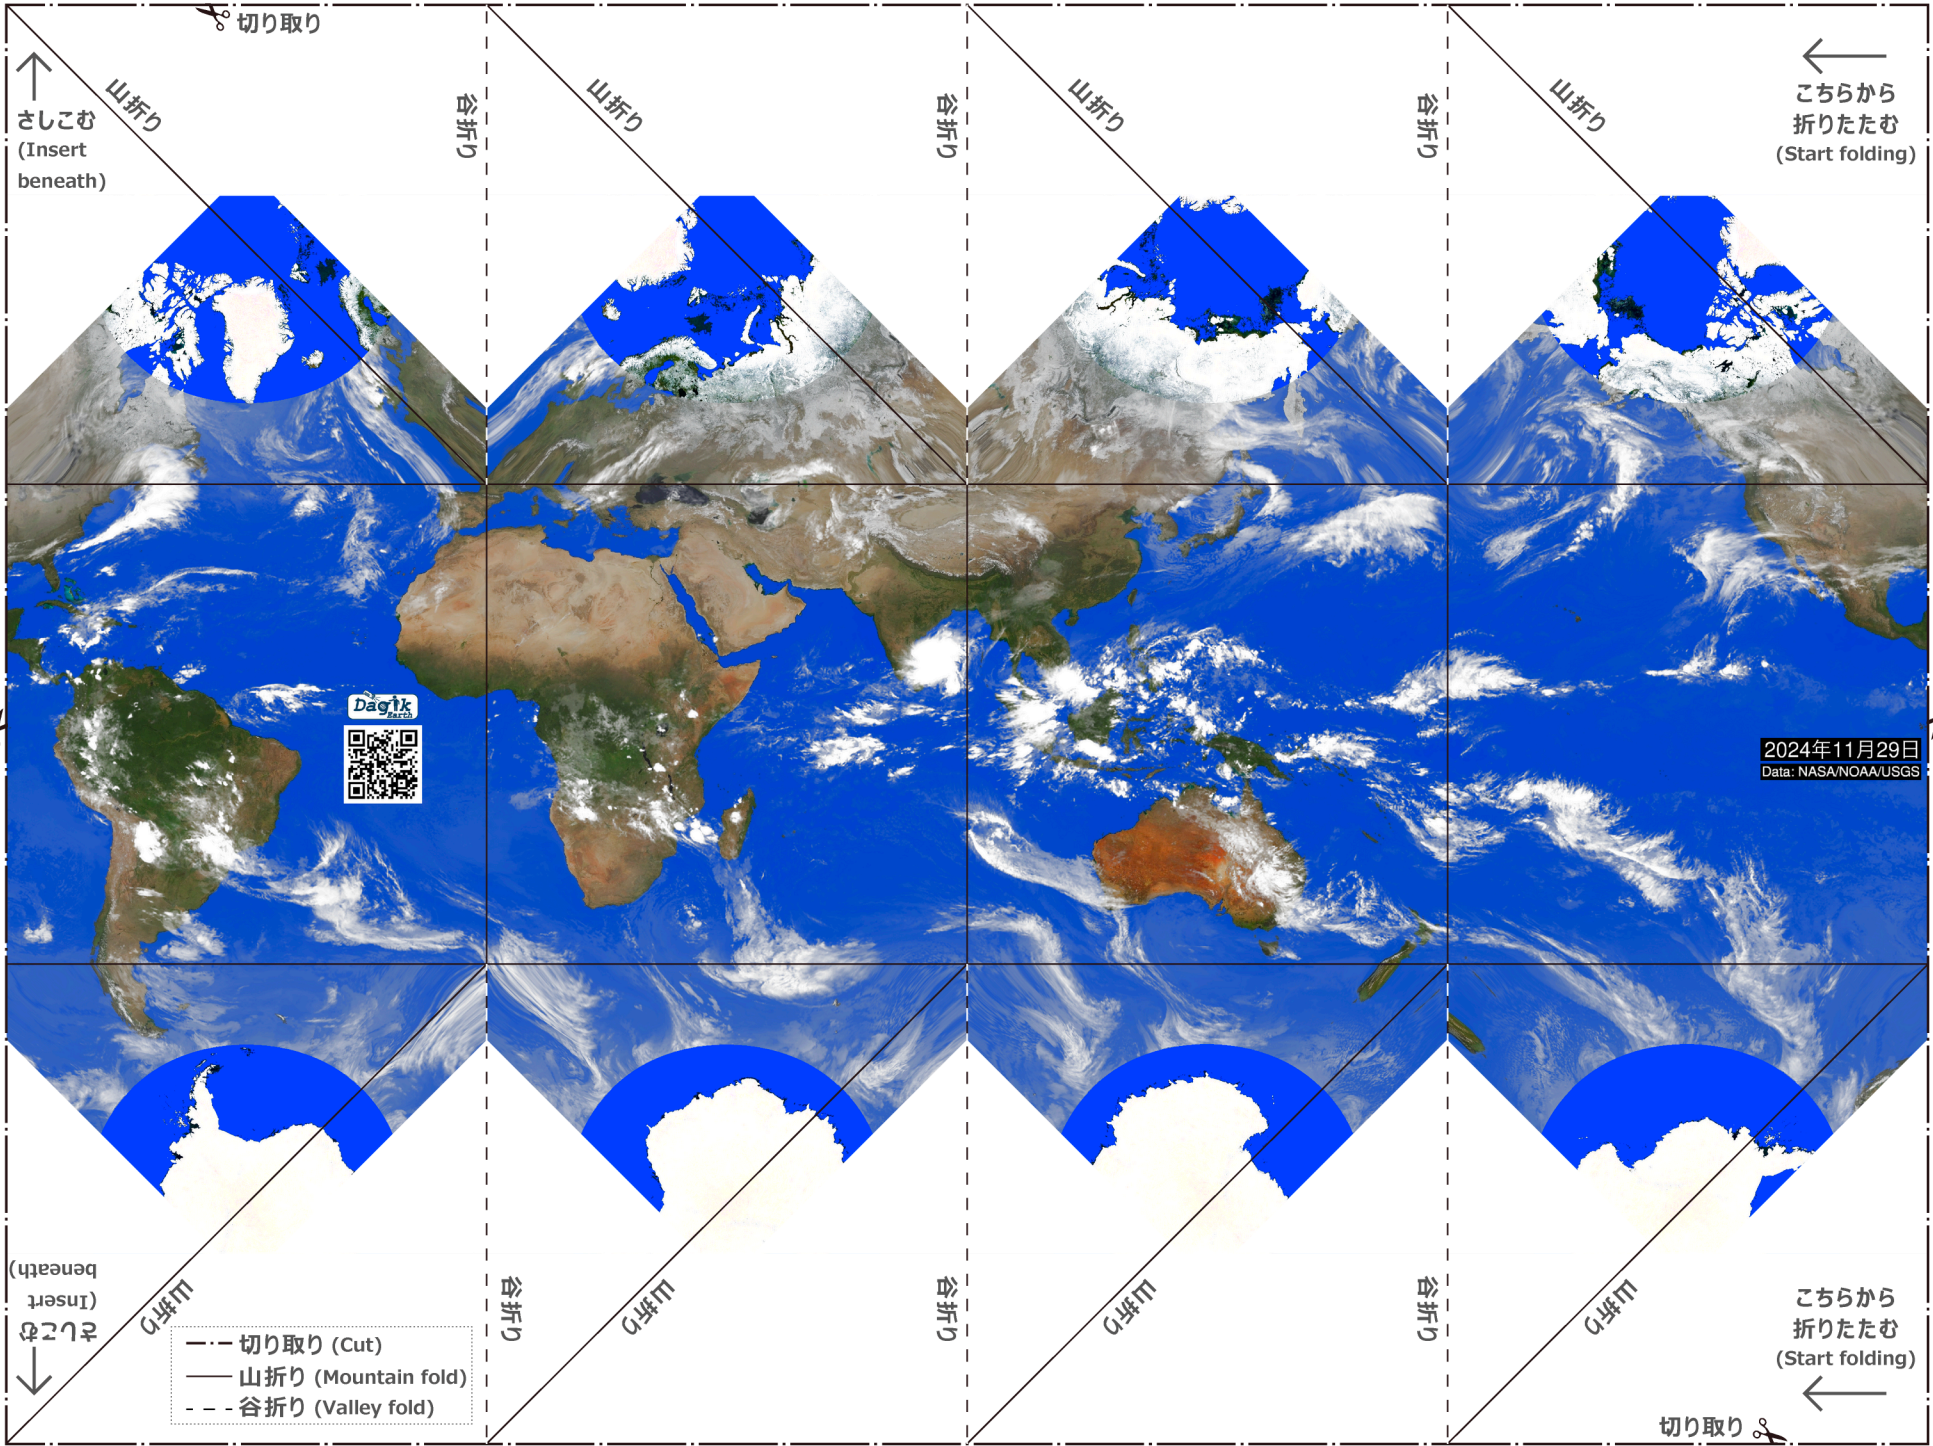 切り取り
山折り
谷折り
山折り
谷折り
山折り
谷折り
山折り
さしこむ
(Insert
beneath)
こちらから
折りたたむ
(Start folding)
Dagik
Earth
2024年11月29日
Data: NASA/NOAA/USGS
さしこむ
(Insert
beneath)
山折り
谷折り
山折り
谷折り
山折り
谷折り
山折り
こちらから
折りたたむ
(Start folding)
切り取り (Cut)
山折り (Mountain fold)
谷折り (Valley fold)
切り取り